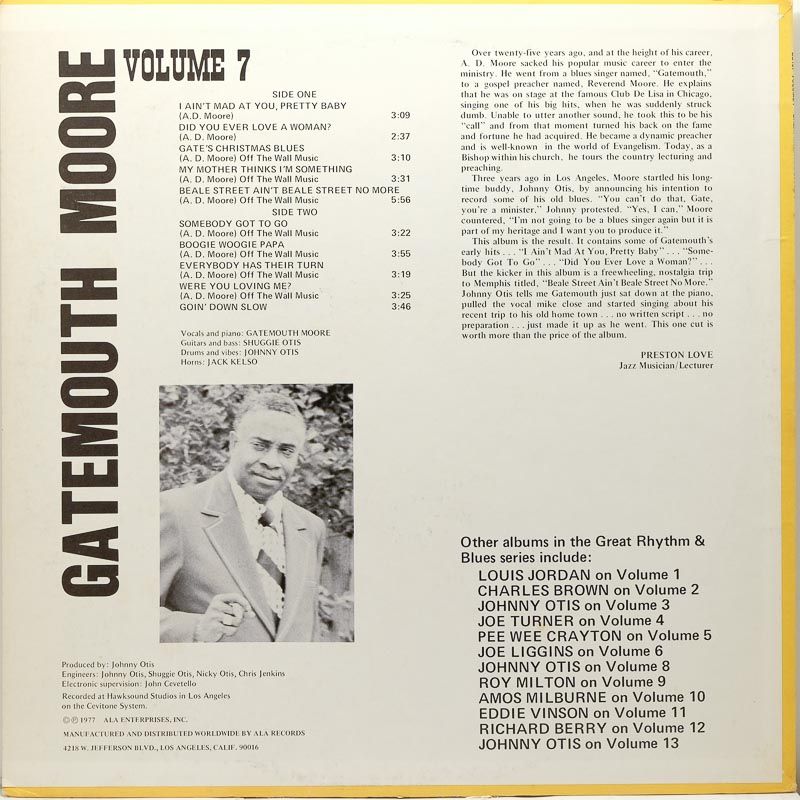 GATEMOUTH MOORE
VOLUME 7
SIDE ONE
I AIN'T MAD AT YOU, PRETTY BABY
(A.D. Moore) 3:09
DID YOU EVER LOVE A WOMAN?
(A. D. Moore) 2:37
GATE'S CHRISTMAS BLUES
(A. D. Moore) Off The Wall Music 3:10
MY MOTHER THINKS I'M SOMETHING
(A. D. Moore) Off The Wall Music 3:31
BEALE STREET AIN'T BEALE STREET NO MORE
(A. D. Moore) Off The Wall Music 5:56
SIDE TWO
SOMEBODY GOT TO GO
(A. D. Moore) Off The Wall Music 3:22
BOOGIE WOOGIE PAPA
(A. D. Moore) Off The Wall Music 3:55
EVERYBODY HAS THEIR TURN
(A. D. Moore) Off The Wall Music 3:19
WERE YOU LOVING ME?
(A. D. Moore) Off The Wall Music 3:25
GOIN' DOWN SLOW 3:46
Vocals and piano: GATEMOUTH MOORE
Guitars and bass: SHUGGIE OTIS
Drums and vibes: JOHNNY OTIS
Horns: JACK KELSO
Produced by: Johnny Otis
Engineers: Johnny Otis, Shuggie Otis, Nicky Otis, Chris Jenkins
Electronic supervision: John Cevetello
Recorded at Hawksound Studios in Los Angeles
on the Cevitone System.
© ℗ 1977 ALA ENTERPRISES, INC.
MANUFACTURED AND DISTRIBUTED WORLDWIDE BY ALA RECORDS
4218 W. JEFFERSON BLVD., LOS ANGELES, CALIF. 90016
Over twenty-five years ago, and at the height of his career,
A. D. Moore sacked his popular music career to enter the
ministry. He went from a blues singer named, "Gatemouth,"
to a gospel preacher named, Reverend Moore. He explains
that he was on stage at the famous Club De Lisa in Chicago,
singing one of his big hits, when he was suddenly struck
dumb. Unable to utter another sound, he took this to be his
"call" and from that moment turned his back on the fame
and fortune he had acquired. He became a dynamic preacher
and is well-known in the world of Evangelism. Today, as a
Bishop within his church, he tours the country lecturing and
preaching.
Three years ago in Los Angeles, Moore startled his long-
time buddy, Johnny Otis, by announcing his intention to
record some of his old blues. "You can't do that, Gate,
you're a minister," Johnny protested. "Yes, I can," Moore
countered, "I'm not going to be a blues singer again but it is
part of my heritage and I want you to produce it."
This album is the result. It contains some of Gatemouth's
early hits . . . "I Ain't Mad At You, Pretty Baby" . . . "Some-
body Got To Go" . . . "Did You Ever Love a Woman?" . . .
But the kicker in this album is a freewheeling, nostalgia trip
to Memphis titled, "Beale Street Ain't Beale Street No More."
Johnny Otis tells me Gatemouth just sat down at the piano,
pulled the vocal mike close and started singing about his
recent trip to his old home town . . . no written script . . . no
preparation . . . just made it up as he went. This one cut is
worth more than the price of the album.
PRESTON LOVE
Jazz Musician/Lecturer
Other albums in the Great Rhythm &
Blues series include:
LOUIS JORDAN on Volume 1
CHARLES BROWN on Volume 2
JOHNNY OTIS on Volume 3
JOE TURNER on Volume 4
PEE WEE CRAYTON on Volume 5
JOE LIGGINS on Volume 6
JOHNNY OTIS on Volume 8
ROY MILTON on Volume 9
AMOS MILBURNE on Volume 10
EDDIE VINSON on Volume 11
RICHARD BERRY on Volume 12
JOHNNY OTIS on Volume 13